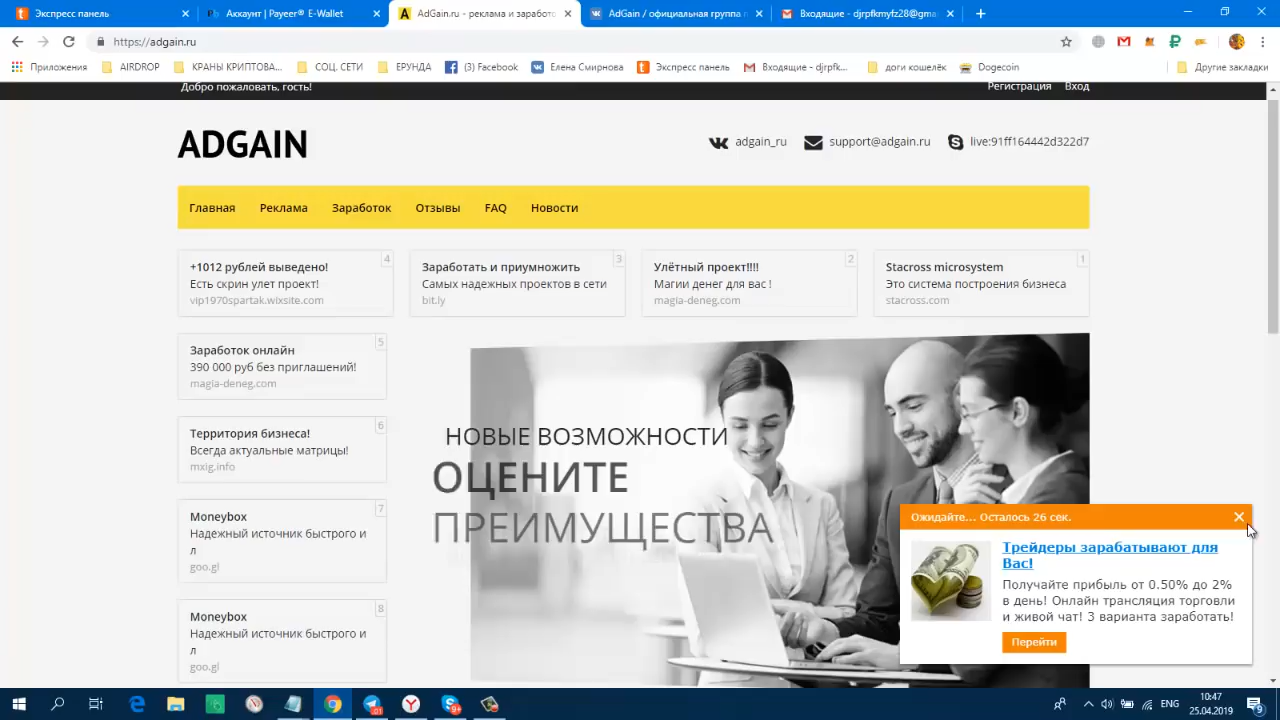 Экспресс панель
Аккаунт | Payeer® E-Wallet
AdGain.ru - реклама и заработо
AdGain / официальная группа п
Входящие - djrpfkmyfz28@gma
https://adgain.ru
Приложения
AIRDROP
КРАНЫ КРИПТОВА...
СОЦ. СЕТИ
ЕРУНДА
(3) Facebook
Елена Смирнова
Экспресс панель
Входящие - djrpfk...
доги кошелёк
Dogecoin
Другие закладки
Добро пожаловать, гость!
Регистрация
Вход
ADGAIN
adgain_ru
support@adgain.ru
live:91ff164442d322d7
Главная
Реклама
Заработок
Отзывы
FAQ
Новости
+1012 рублей выведено!
4
Есть скрин улет проект!
vip1970spartak.wixsite.com
Заработать и приумножить
3
Самых надежных проектов в сети
bit.ly
Улётный проект!!!!
2
Магии денег для вас !
magia-deneg.com
Stacross microsystem
1
Это система построения бизнеса
stacross.com
Заработок онлайн
5
390 000 руб без приглашений!
magia-deneg.com
Территория бизнеса!
6
Всегда актуальные матрицы!
mxig.info
Moneybox
7
Надежный источник быстрого и
л
goo.gl
Moneybox
8
Надежный источник быстрого и
л
goo.gl
НОВЫЕ ВОЗМОЖНОСТИ
ОЦЕНИТЕ
ПРЕИМУЩЕСТВА
Ожидайте... Осталось 26 сек.
Трейдеры зарабатывают для
Вас!
Получайте прибыль от 0.50% до 2%
в день! Онлайн трансляция торговли
и живой чат! 3 варианта заработать!
Перейти
ENG
10:47
25.04.2019